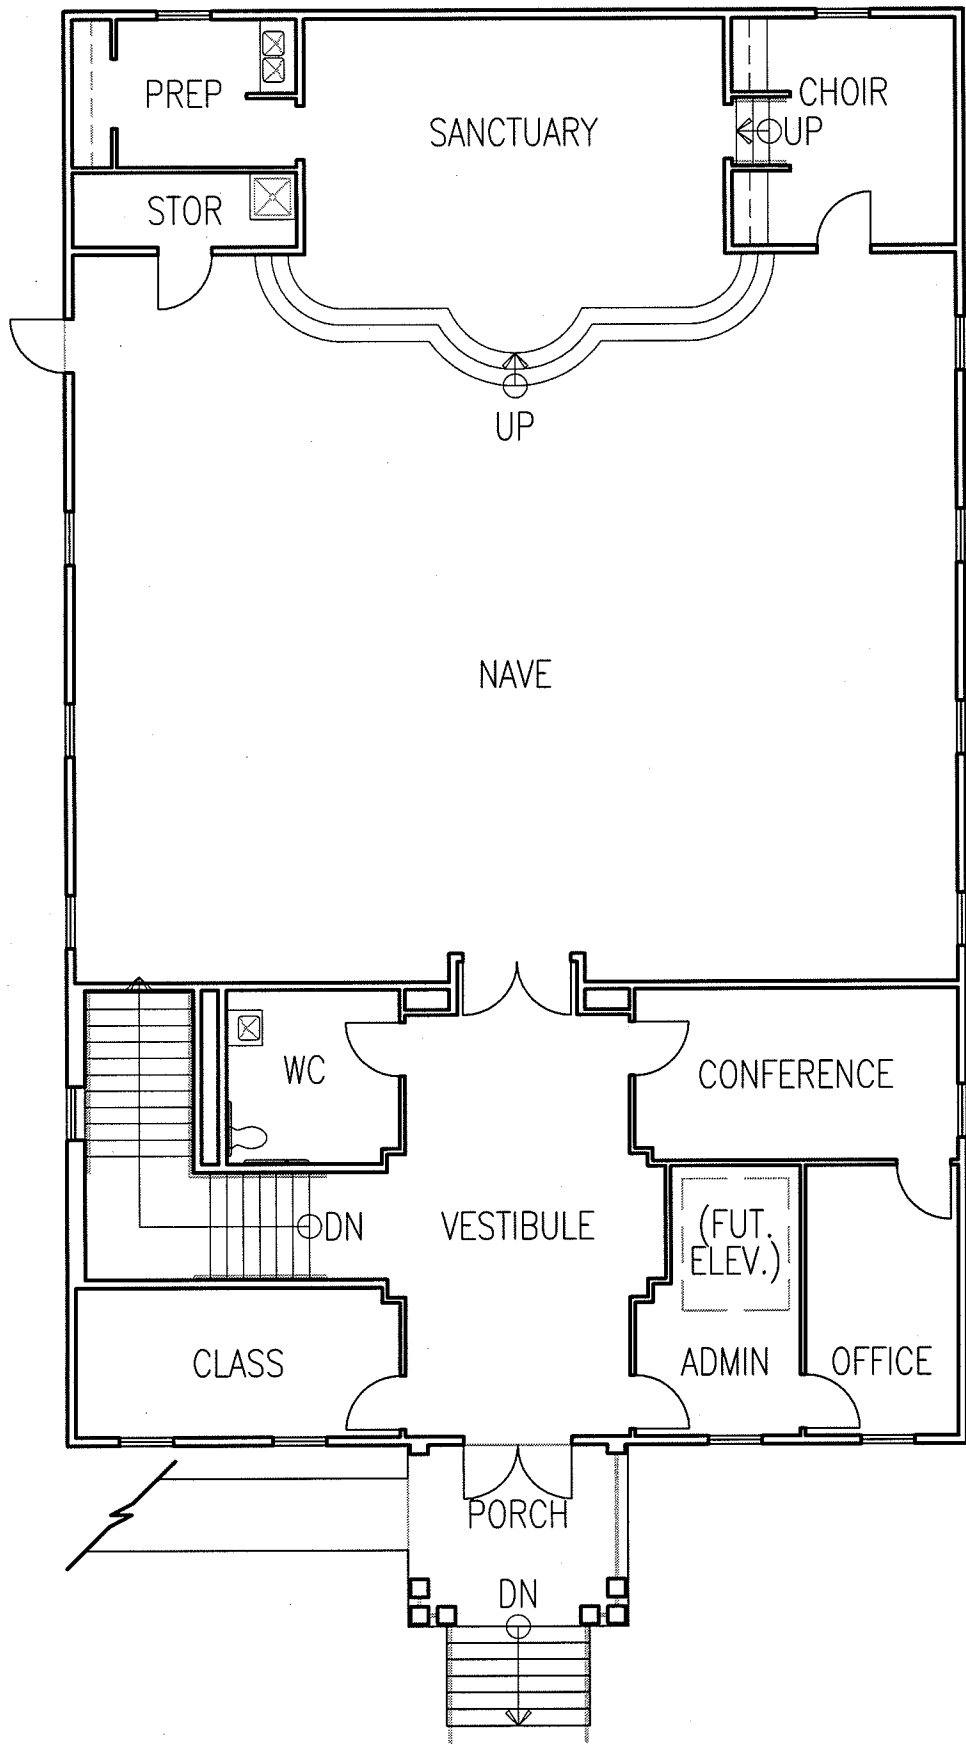 PREP
CHOIR
SANCTUARY
UP
STOR
UP
NAVE
WC
CONFERENCE
DN
VESTIBULE
(FUT.
ELEV.)
CLASS
ADMIN
OFFICE
PORCH
DN